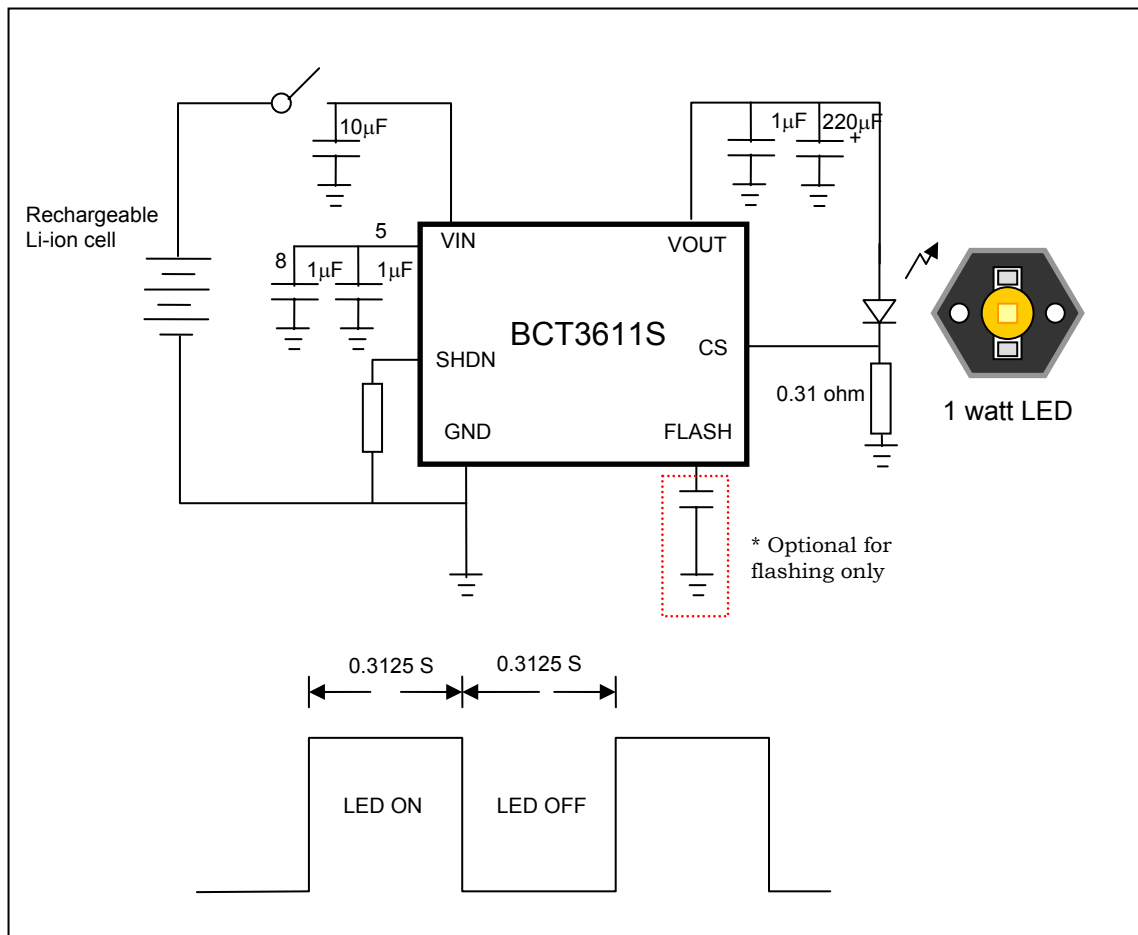 10µF
1µF
220µF
+
Rechargeable
Li-ion cell
5
8
1µF
1µF
VIN
VOUT
BCT3611S
SHDN
CS
GND
FLASH
0.31 ohm
1 watt LED
* Optional for
flashing only
0.3125 S
0.3125 S
LED ON
LED OFF